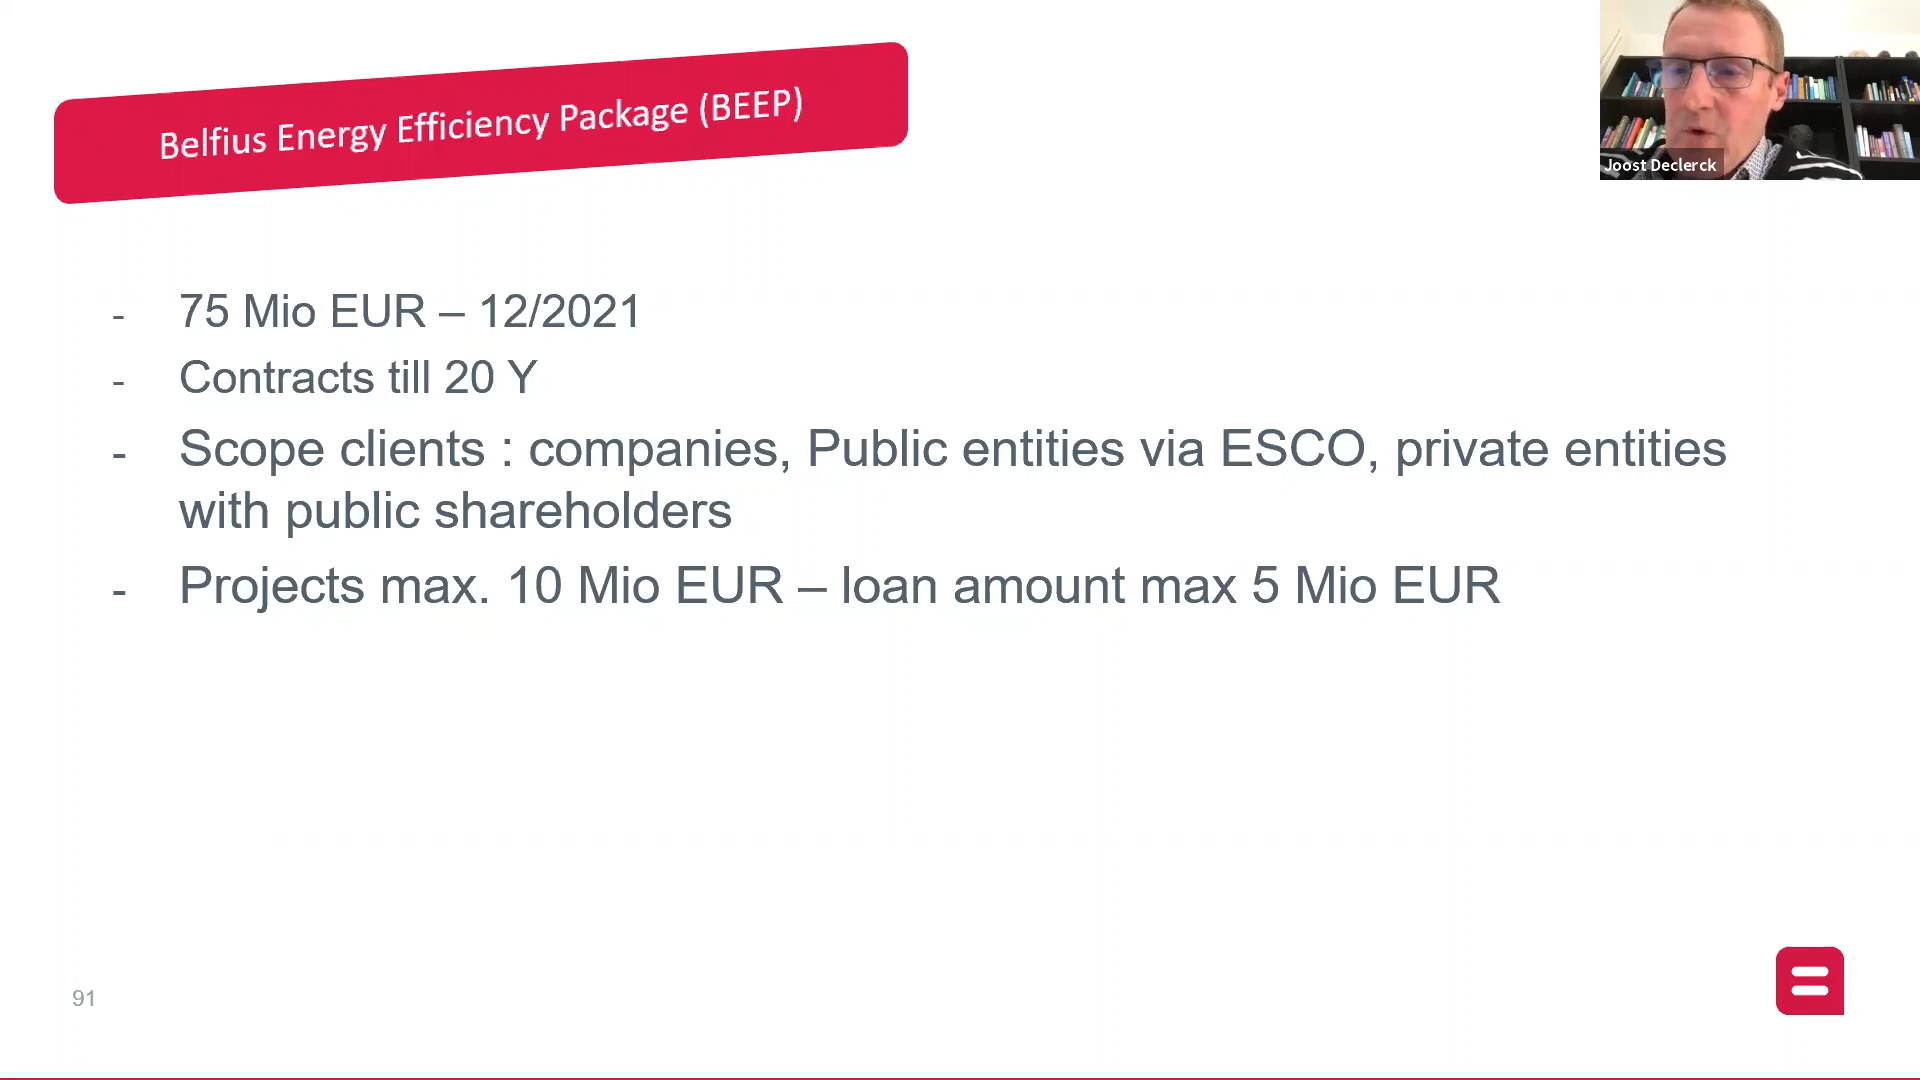 Belfius Energy Efficiency Package (BEEP)
Joost Declerck
- 75 Mio EUR – 12/2021
- Contracts till 20 Y
- Scope clients : companies, Public entities via ESCO, private entities
with public shareholders
- Projects max. 10 Mio EUR – loan amount max 5 Mio EUR
91